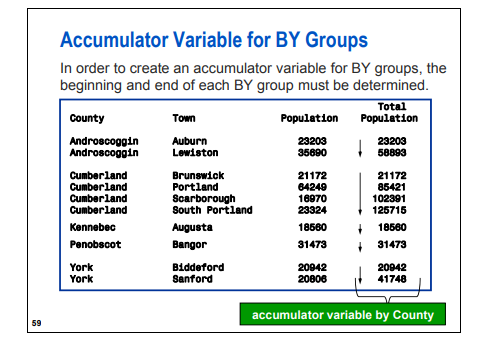 Accumulator Variable for BY Groups
In order to create an accumulator variable for BY groups, the
beginning and end of each BY group must be determined.
Total
County Town Population Population
Androscoggin Auburn 23203 23203
Androscoggin Lewiston 35690 58893
Cumberland Brunswick 21172 21172
Cumberland Portland 64249 85421
Cumberland Scarborough 16970 102391
Cumberland South Portland 23324 125715
Kennebec Augusta 18560 18560
Penobscot Bangor 31473 31473
York Biddeford 20942 20942
York Sanford 20806 41748
accumulator variable by County
59